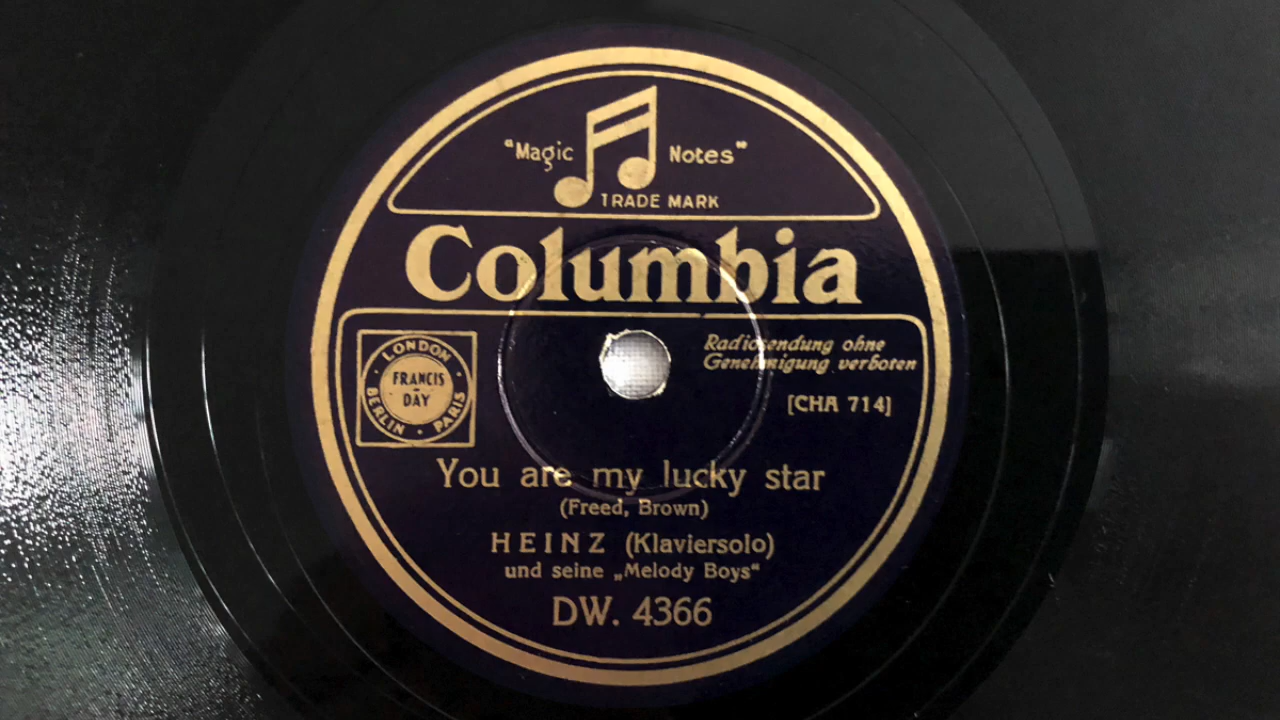 "Magic Notes"
TRADE MARK
Columbia
LONDON
FRANCIS-
DAY
BERLIN · PARIS
Radiosendung ohne
Genehmigung verboten
[CHA 714]
You are my lucky star
(Freed, Brown)
HEINZ (Klaviersolo)
und seine „Melody Boys“
DW. 4366